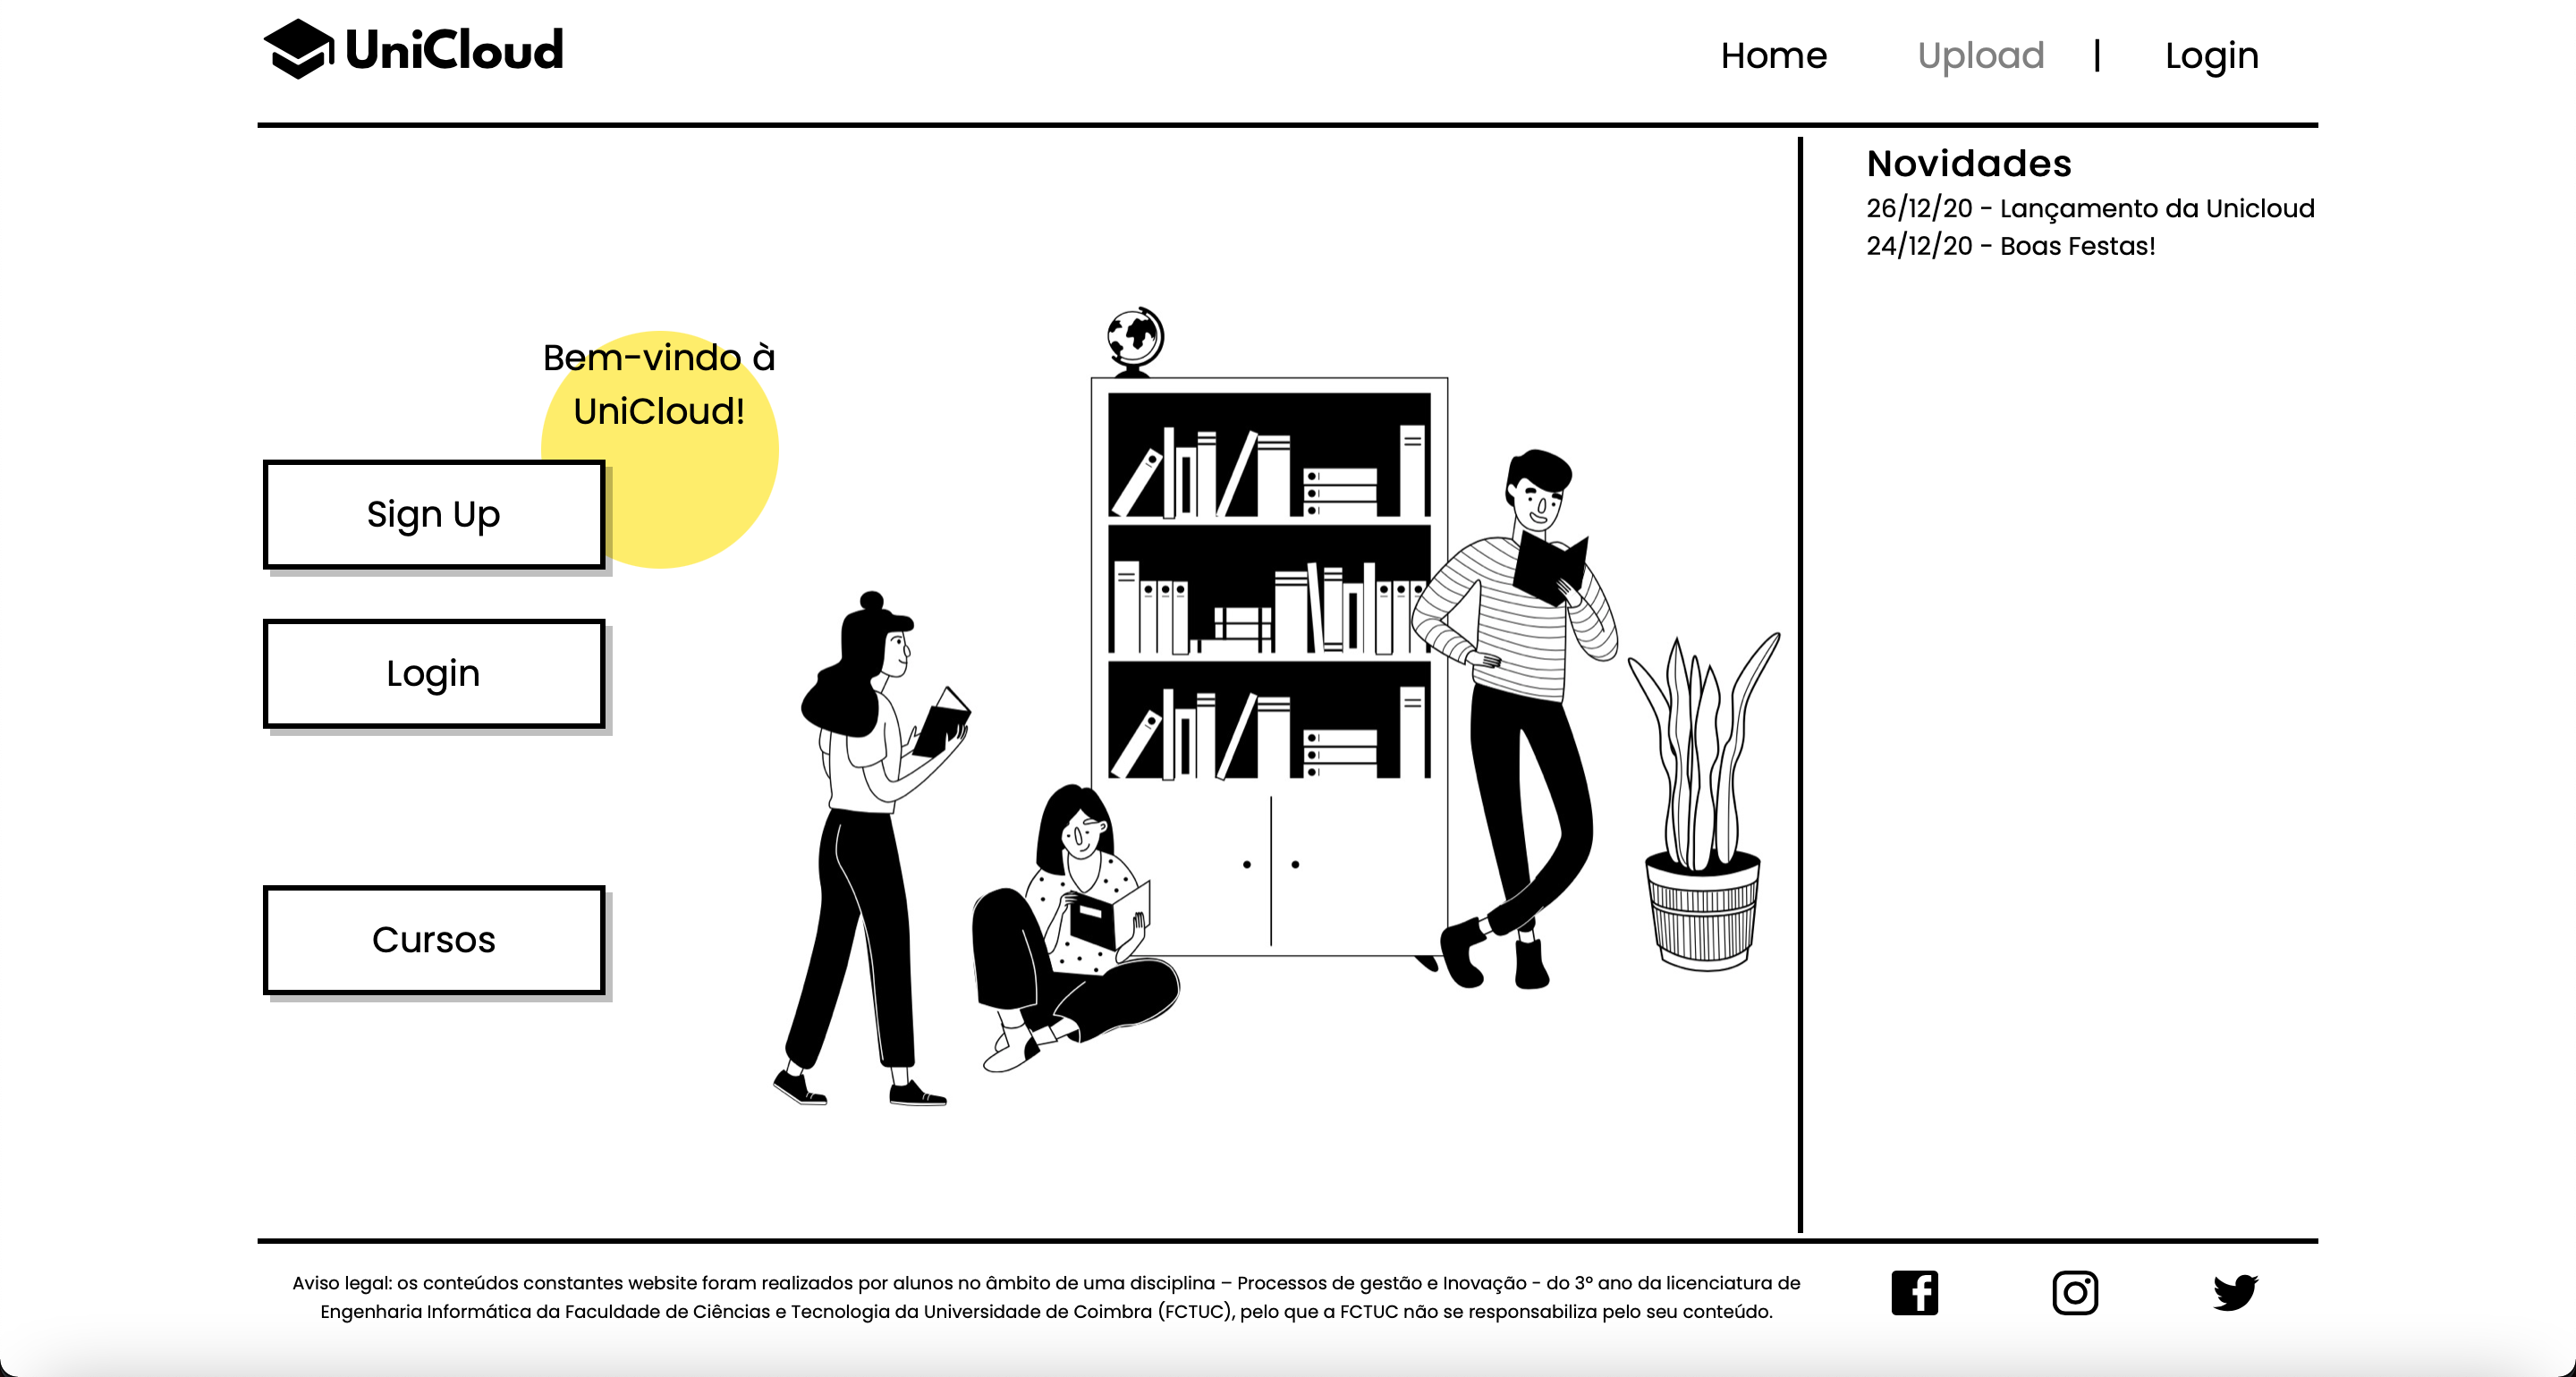 UniCloud
Home Upload | Login
Novidades
26/12/20 - Lançamento da Unicloud
24/12/20 - Boas Festas!
Bem-vindo à
UniCloud!
Sign Up
Login
Cursos
Aviso legal: os conteúdos constantes website foram realizados por alunos no âmbito de uma disciplina – Processos de gestão e Inovação - do 3º ano da licenciatura de
Engenharia Informática da Faculdade de Ciências e Tecnologia da Universidade de Coimbra (FCTUC), pelo que a FCTUC não se responsabiliza pelo seu conteúdo.